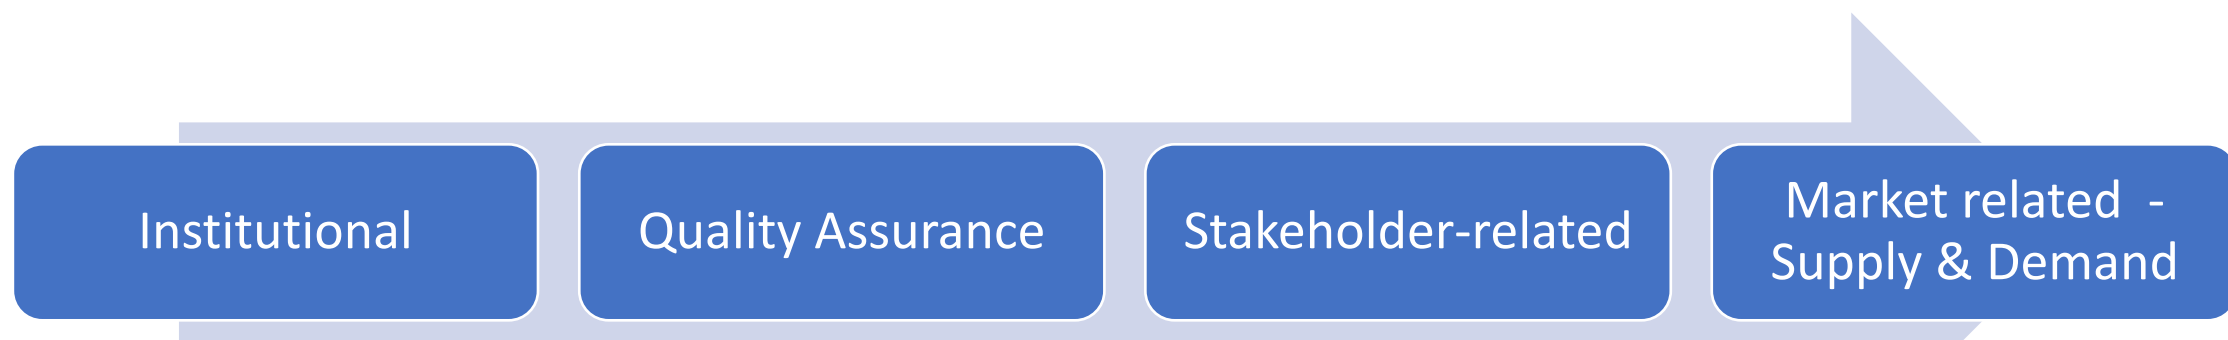 Institutional
Quality Assurance
Stakeholder-related
Market related  -
Supply & Demand